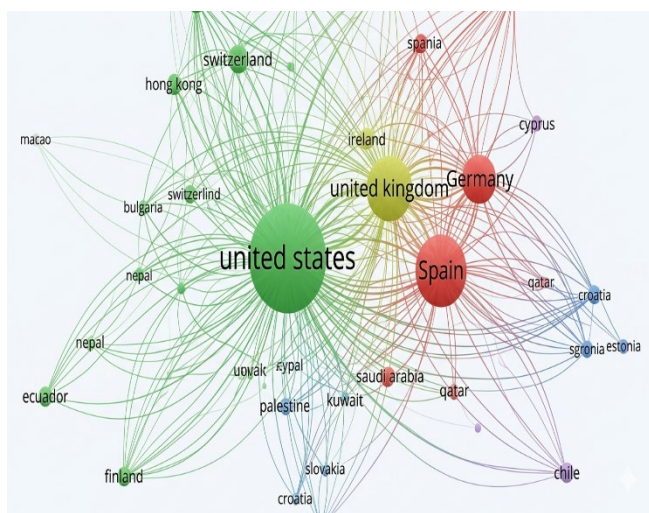 spania
switzerland
hong kong
cyprus
macao
ireland
Germany
united kingdom
switzerlind
bulgaria
united states
Spain
nepal
qatar
croatia
nepal
sgronia
estonia
saudi arabia
ecuador
palestine
kuwait
qatar
slovakia
finland
chile
croatia